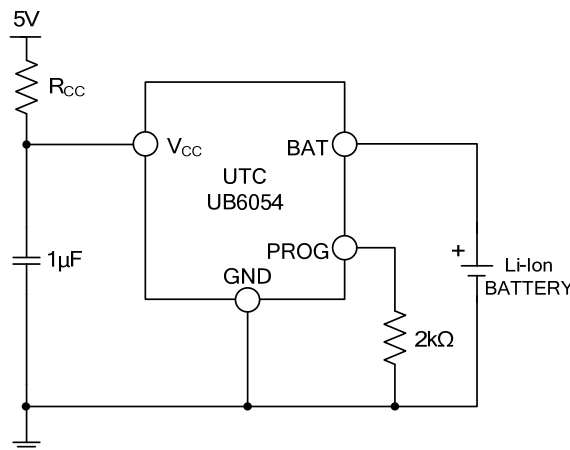 5V
RCC
VCC
BAT
UTC
UB6054
PROG
GND
1µF
+
Li-Ion
BATTERY
2kΩ